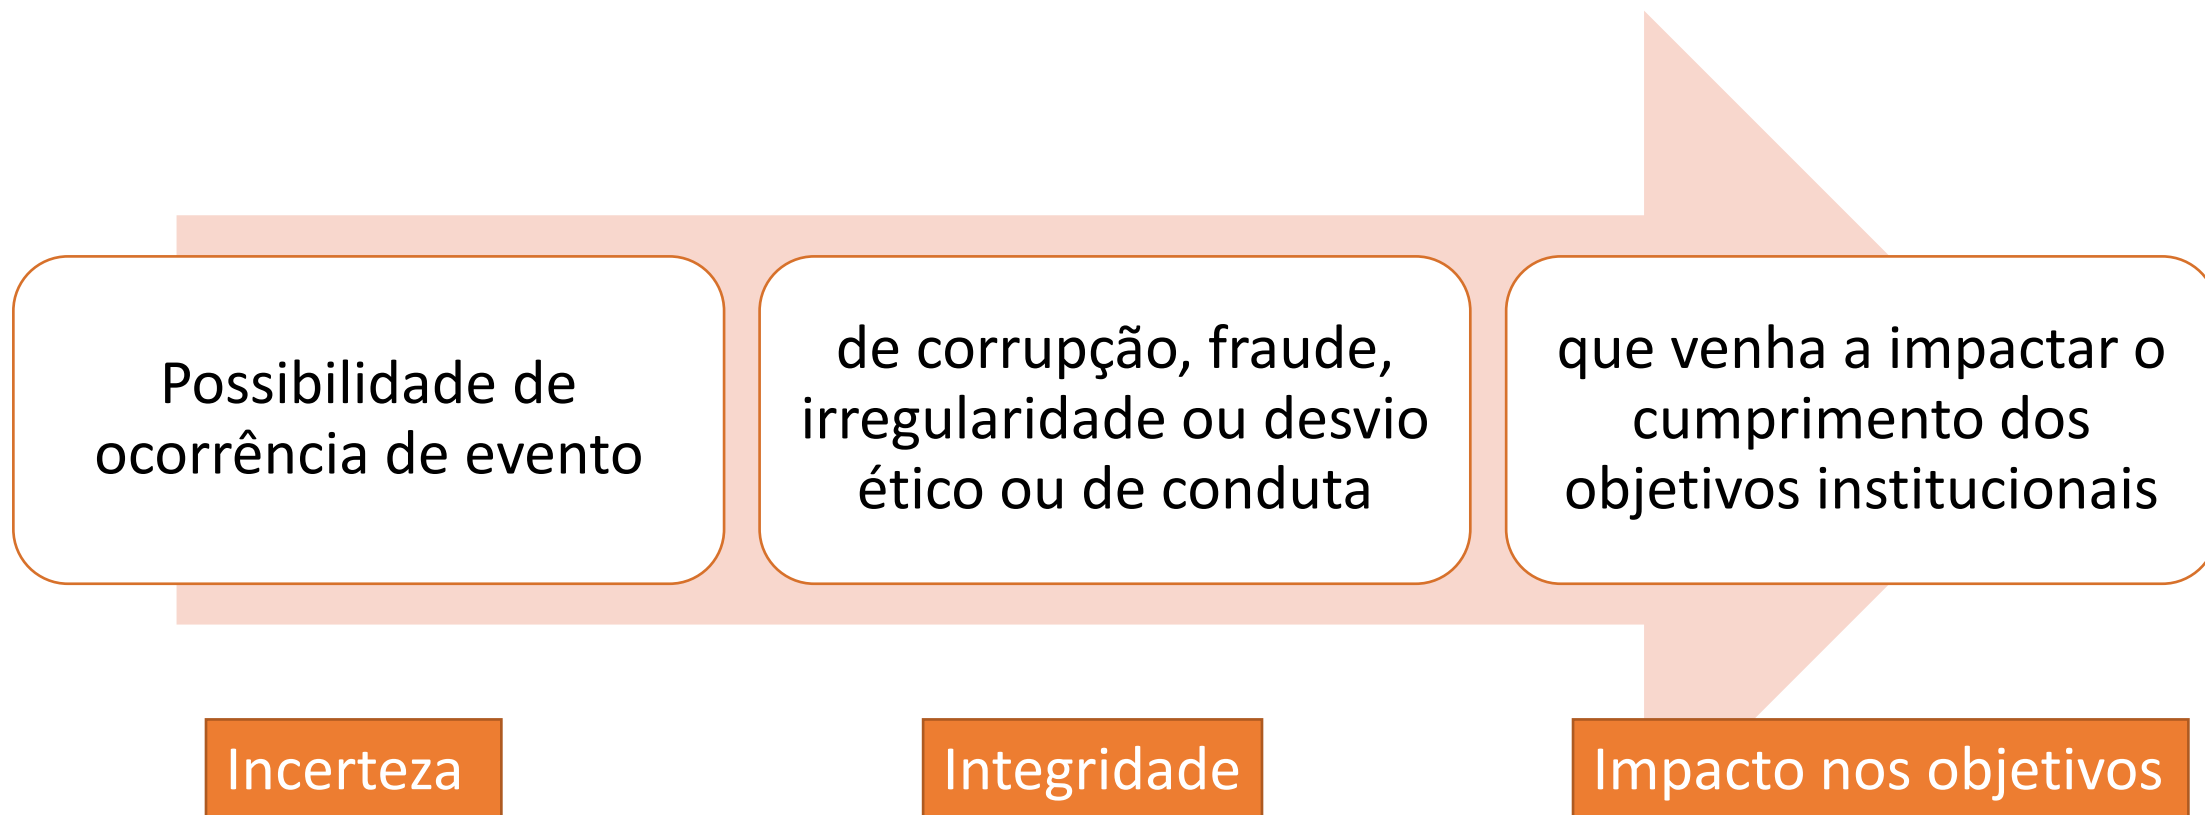 Possibilidade de
ocorrência de evento
de corrupção, fraude,
irregularidade ou desvio
ético ou de conduta
que venha a impactar o
cumprimento dos
objetivos institucionais
Incerteza
Integridade
Impacto nos objetivos